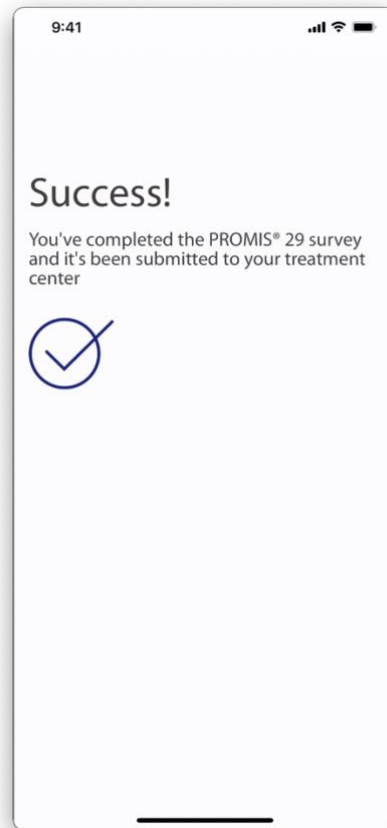 9:41
Success!
You've completed the PROMIS® 29 survey
and it's been submitted to your treatment
center